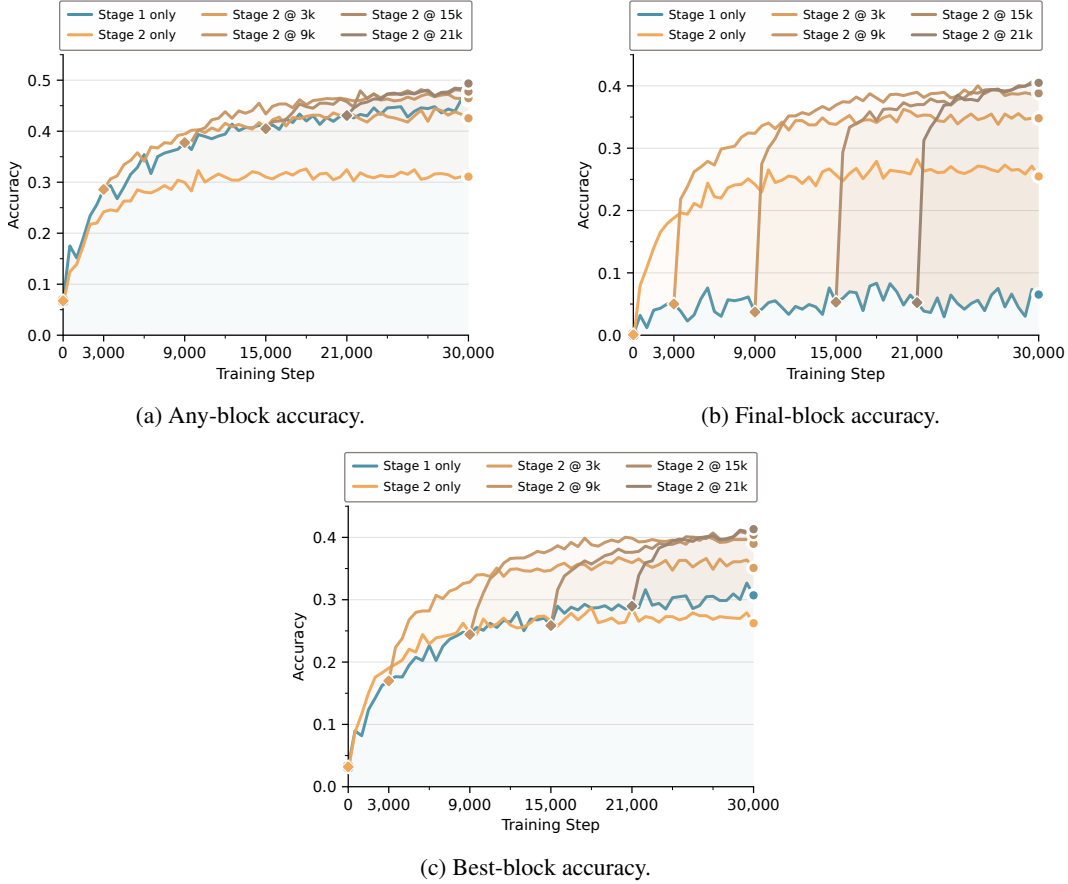 Stage 1 only Stage 2 @ 3k Stage 2 @ 15k
Stage 2 only Stage 2 @ 9k Stage 2 @ 21k
0.5
0.4
0.3
0.2
0.1
0.0
Accuracy
0 3,000 9,000 15,000 21,000 30,000
Training Step
(a) Any-block accuracy.
Stage 1 only Stage 2 @ 3k Stage 2 @ 15k
Stage 2 only Stage 2 @ 9k Stage 2 @ 21k
0.4
0.3
0.2
0.1
0.0
Accuracy
0 3,000 9,000 15,000 21,000 30,000
Training Step
(b) Final-block accuracy.
Stage 1 only Stage 2 @ 3k Stage 2 @ 15k
Stage 2 only Stage 2 @ 9k Stage 2 @ 21k
0.4
0.3
0.2
0.1
0.0
Accuracy
0 3,000 9,000 15,000 21,000 30,000
Training Step
(c) Best-block accuracy.